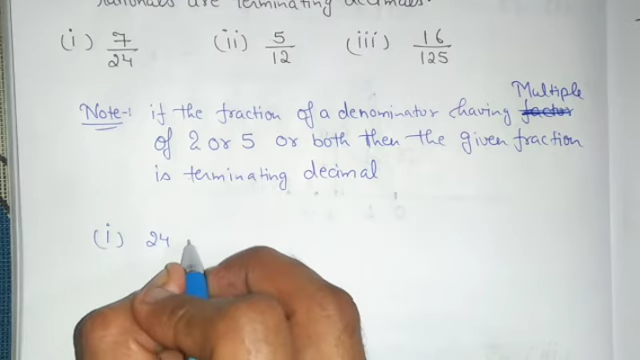 rationals are terminating decimals.
(i) 7/24 (ii) 5/12 (iii) 16/125
Multiple
Note-: if the fraction of a denominator having factor
of 2 or 5 or both then the given fraction
is terminating decimal
(i) 24